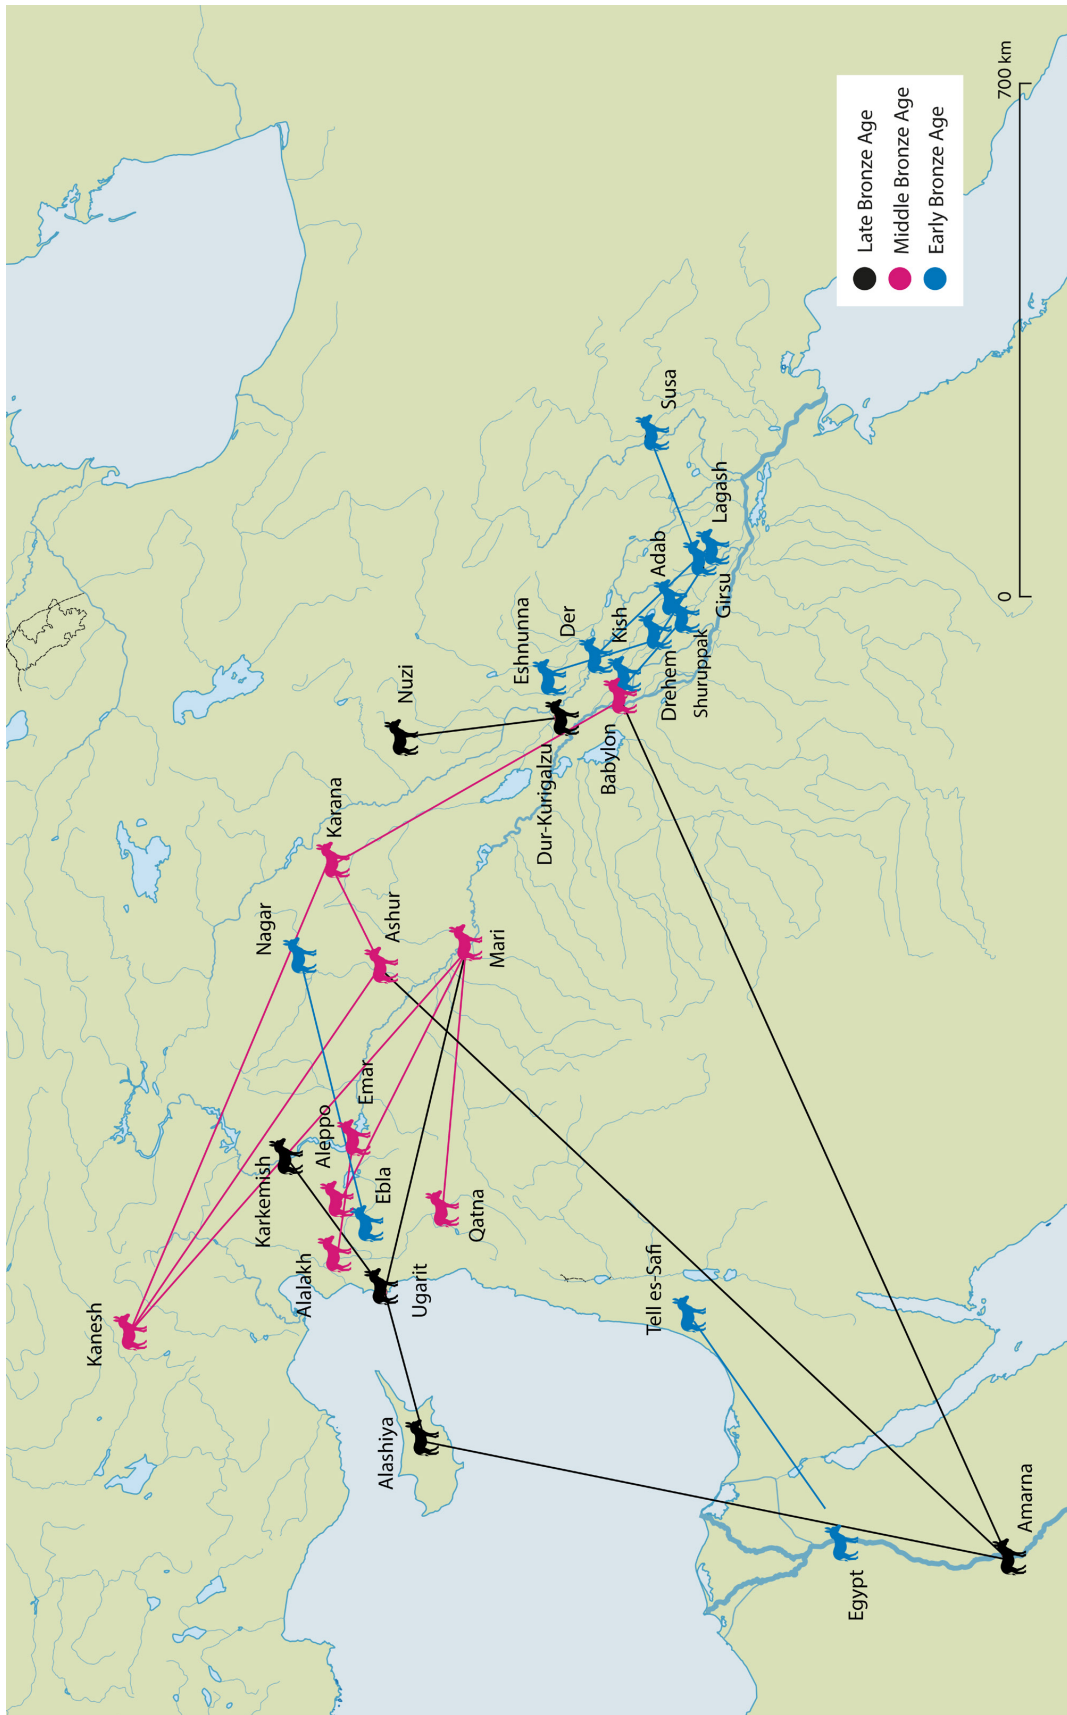 Kanesh
Karkemish
Aleppo
Emar
Nagar
Karana
Ashur
Mari
Alalakh
Ebla
Ugarit
Qatna
Alashiya
Tell es-Safi
Egypt
Amarna
Nuzi
Dur-Kurigalzu
Babylon
Eshnunna
Der
Kish
Drehem
Shuruppak
Adab
Girsu
Lagash
Susa
Late Bronze Age
Middle Bronze Age
Early Bronze Age
0
700 km